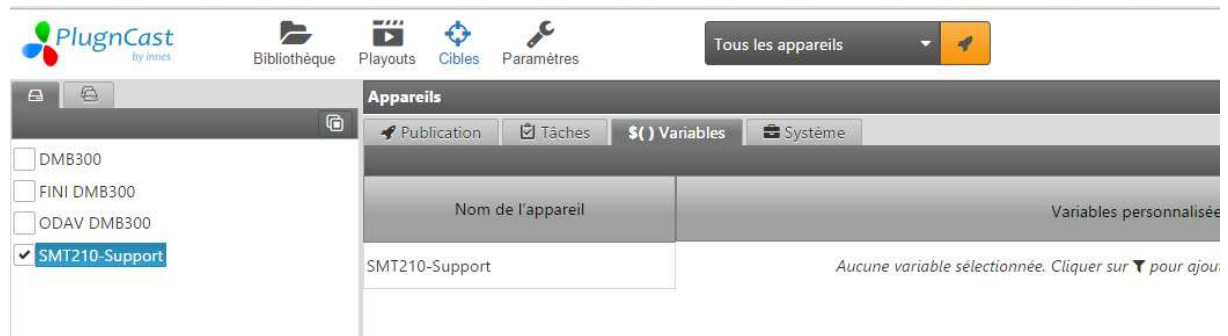 PlugnCast
by innes
Bibliothèque
Playouts
Cibles
Paramètres
Tous les appareils
Appareils
Publication
Tâches
$( ) Variables
Système
DMB300
FINI DMB300
ODAV DMB300
SMT210-Support
Nom de l'appareil
Variables personnalisée
SMT210-Support
Aucune variable sélectionnée. Cliquer sur pour ajou